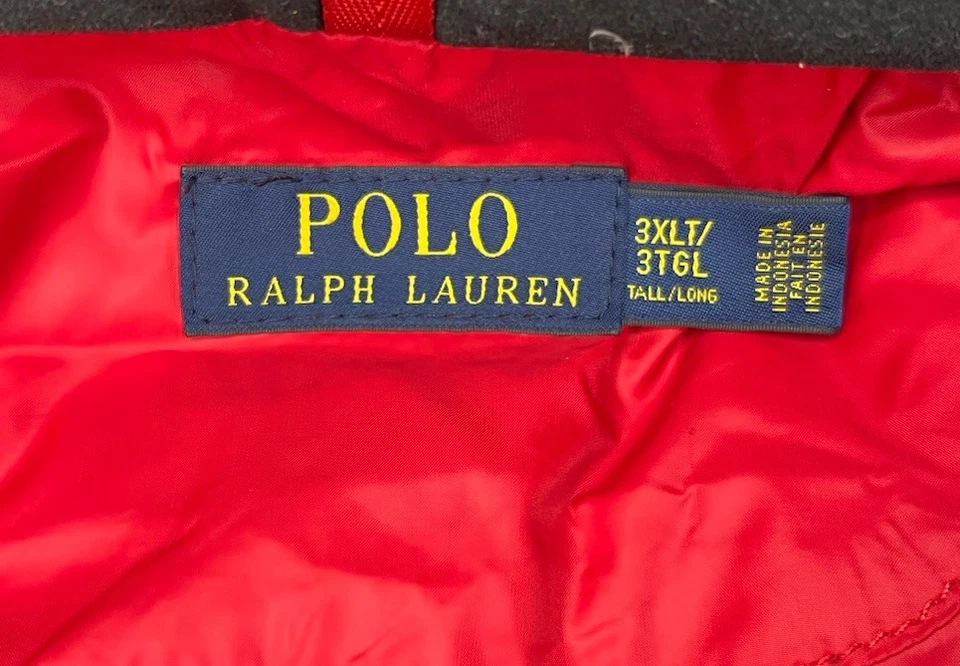 POLO
RALPH LAUREN
3XLT/
3TGL
TALL/LONG
MADE IN
INDONESIA
FAIT EN
INDONESIE